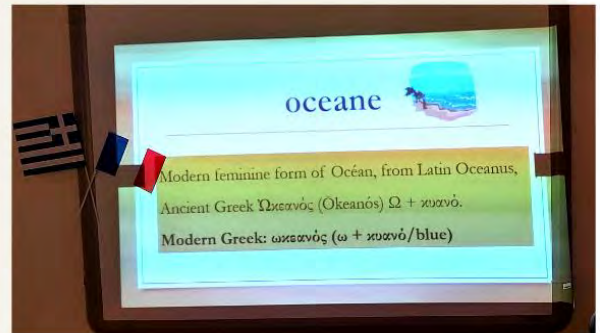 oceane
Modern feminine form of Océan, from Latin Oceanus,
Ancient Greek Ὠκεανός (Okeanós) Ω + κυανό.
Modern Greek: ωκεανός (ω + κυανό/blue)